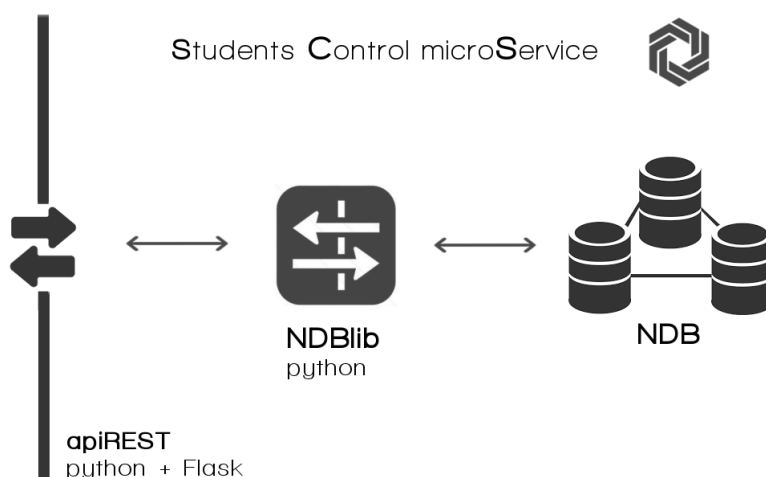 Students Control microService
NDBlib
python
NDB
apiREST
python + Flask